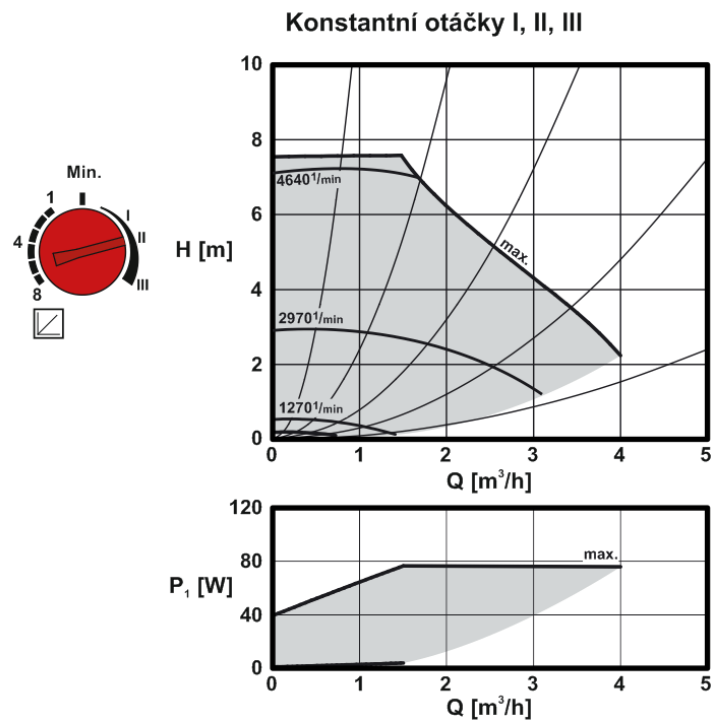 Konstantní otáčky I, II, III
Min.
1
4
8
I
II
III
H [m]
10
8
6
4
2
0
4640 1/min
2970 1/min
1270 1/min
max.
0 1 2 3 4 5
Q [m³/h]
P₁ [W]
120
80
40
0
max.
0 1 2 3 4 5
Q [m³/h]